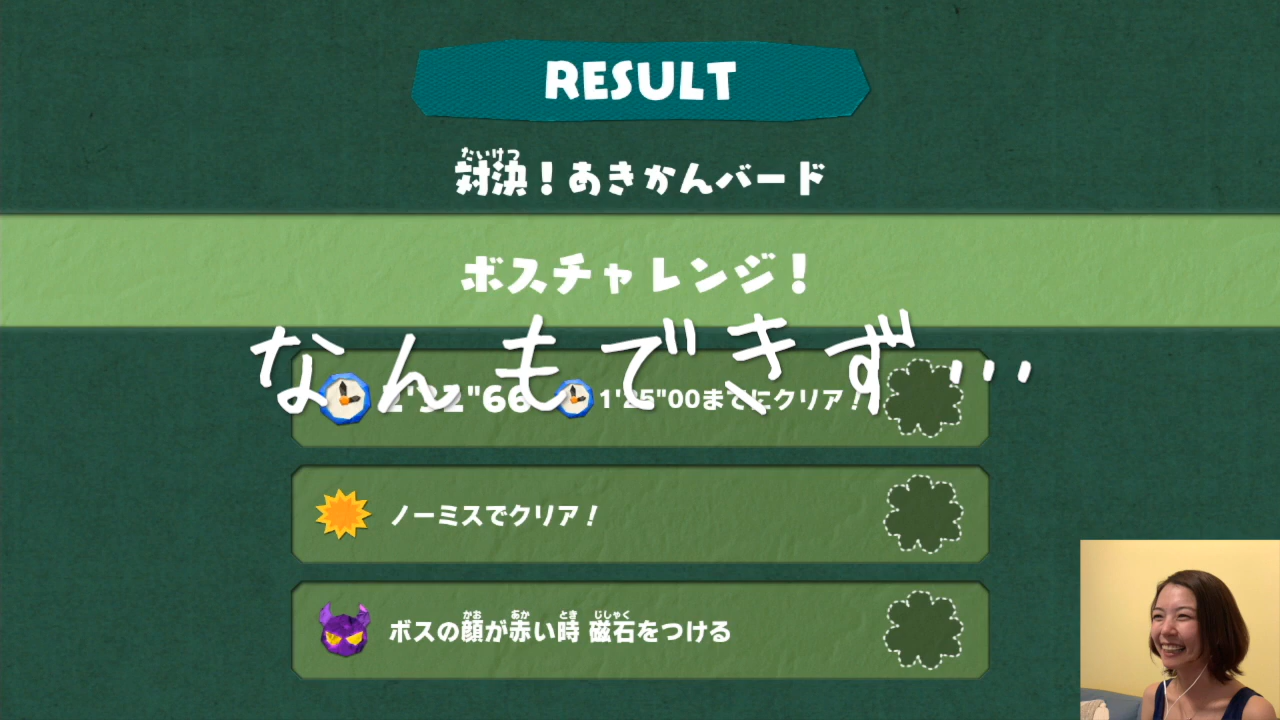 RESULT
たいけつ
対決！あきかんバード
ボスチャレンジ！
なんもできず…
1'25"00までにクリア！
ノーミスでクリア！
かお あか とき じしゃく
ボスの顔が赤い時 磁石をつける